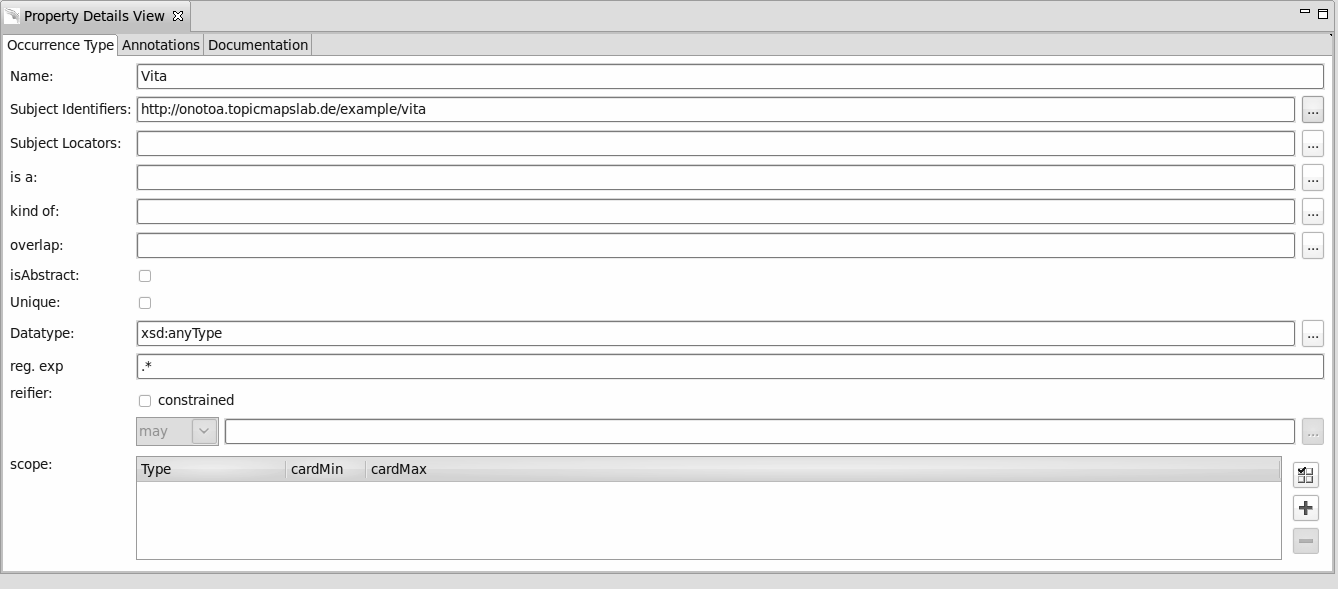 Property Details View
Occurrence Type Annotations Documentation
Name: Vita
Subject Identifiers: http://onotoa.topicmapslab.de/example/vita ...
Subject Locators: ...
is a: ...
kind of: ...
overlap: ...
isAbstract:
Unique:
Datatype: xsd:anyType ...
reg. exp .*
reifier: constrained
may ...
scope: Type cardMin cardMax